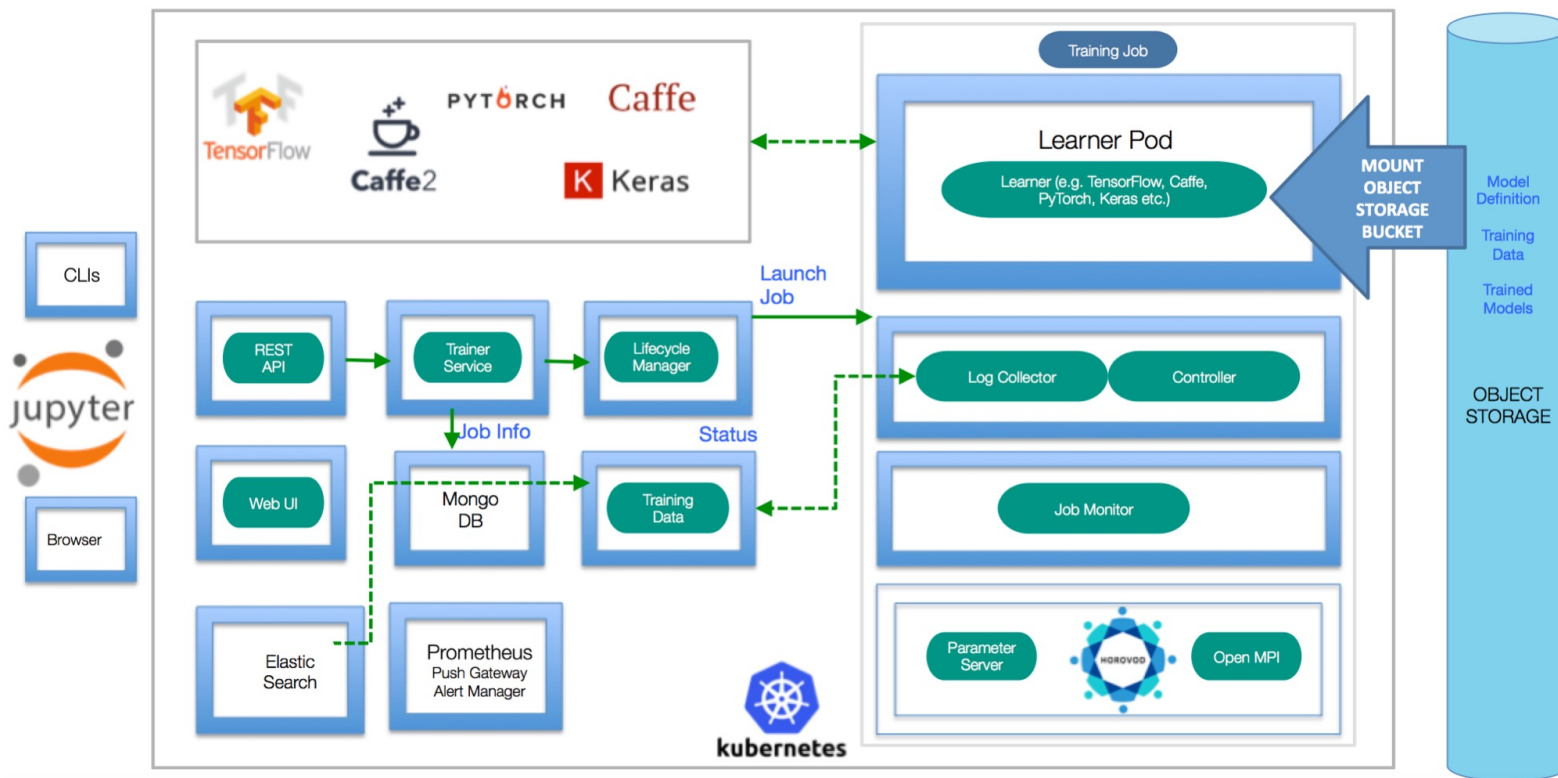 CLIs
jupyter
Browser
TensorFlow
Caffe2
PYTORCH
Caffe
K Keras
REST
API
Trainer
Service
Lifecycle
Manager
Launch
Job
Job Info
Status
Web UI
Mongo
DB
Training
Data
Elastic
Search
Prometheus
Push Gateway
Alert Manager
kubernetes
Training Job
Learner Pod
Learner (e.g. TensorFlow, Caffe,
PyTorch, Keras etc.)
Log Collector
Controller
Job Monitor
Parameter
Server
HOROVOD
Open MPI
MOUNT
OBJECT
STORAGE
BUCKET
Model
Definition
Training
Data
Trained
Models
OBJECT
STORAGE